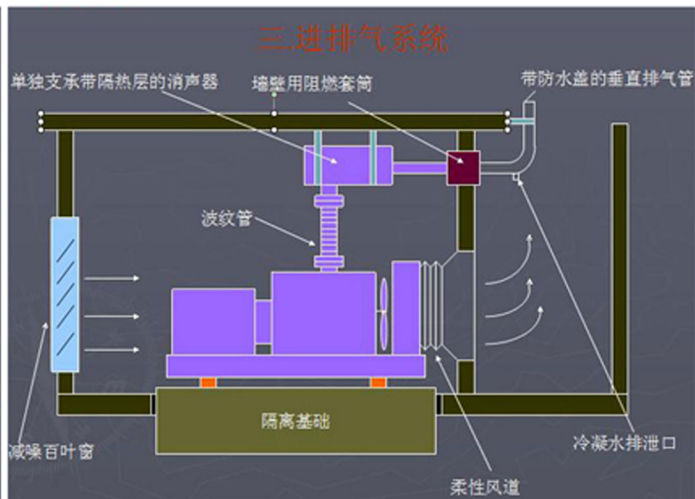 三.进排气系统
单独支承带隔热层的消声器
墙壁用阻燃套筒
带防水盖的垂直排气管
波纹管
隔离基础
减噪百叶窗
冷凝水排泄口
柔性风道